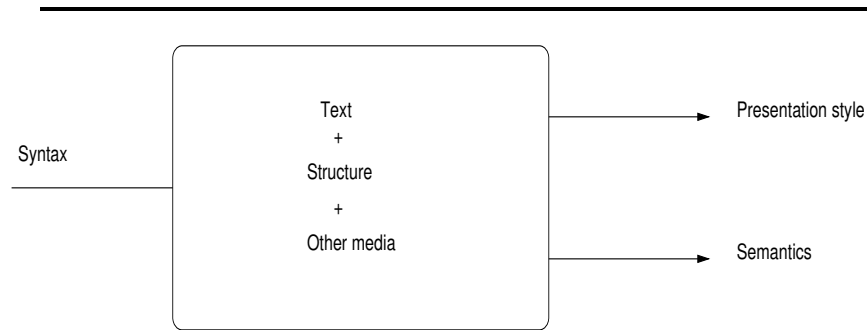 Text
Presentation style
+
Syntax
Structure
+
Other media
Semantics